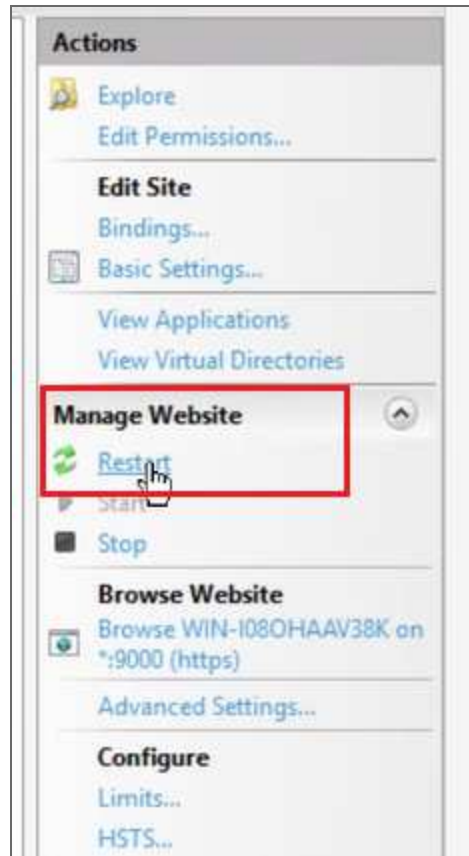 Actions
Explore
Edit Permissions...
Edit Site
Bindings...
Basic Settings...
View Applications
View Virtual Directories
Manage Website
Restart
Start
Stop
Browse Website
Browse WIN-I08OHAAV38K on
*:9000 (https)
Advanced Settings...
Configure
Limits...
HSTS...